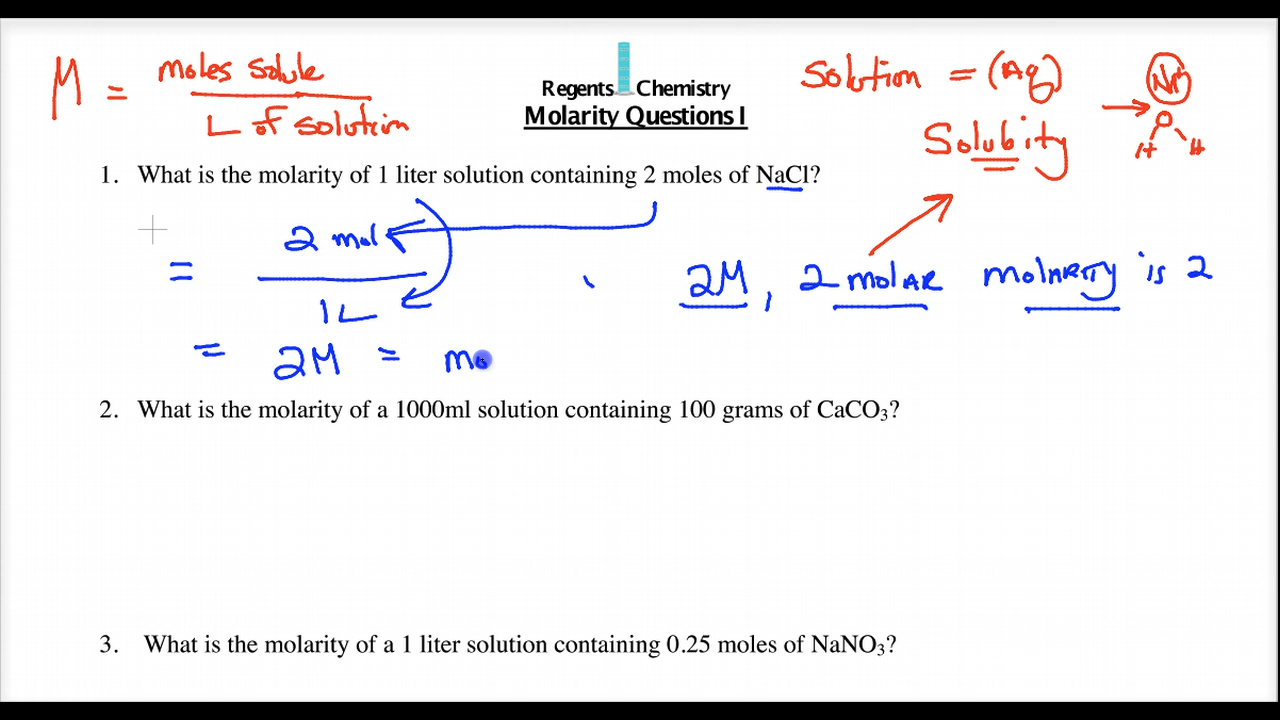 M = moles solute
L of solution
Regents Chemistry
Molarity Questions I
Solution = (Aq)
Solubity
Na+
O
H H
1. What is the molarity of 1 liter solution containing 2 moles of NaCl?
= 2 mol
1L
2M, 2 molAR molARITY is 2
= 2M = mo
2. What is the molarity of a 1000ml solution containing 100 grams of CaCO₃?
3. What is the molarity of a 1 liter solution containing 0.25 moles of NaNO₃?